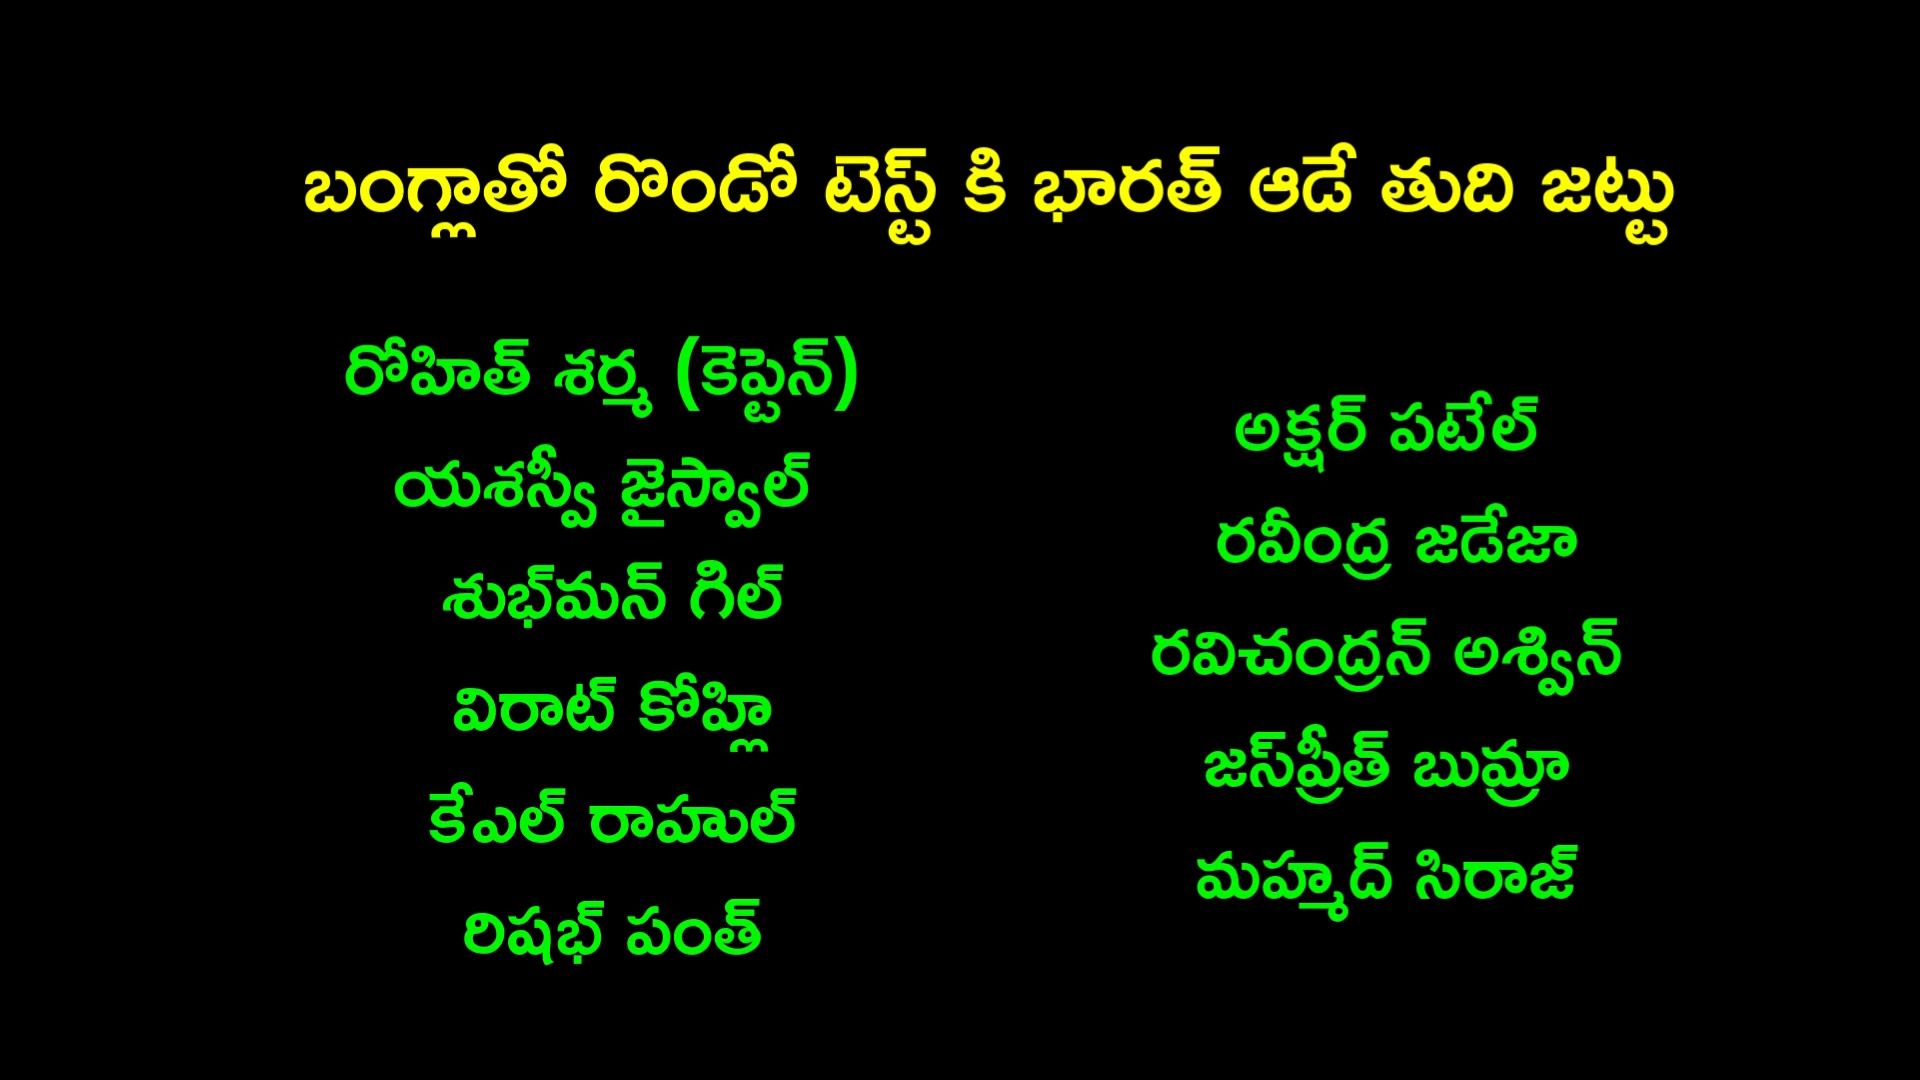 బంగ్లాతో రొండో టెస్ట్ కి భారత్ ఆడే తుది జట్టు
రోహిత్ శర్మ (కెప్టెన్)
యశస్వీ జైస్వాల్
శుభ్‌మన్ గిల్
విరాట్ కోహ్లి
కేఎల్ రాహుల్
రిషభ్ పంత్
అక్షర్ పటేల్
రవీంద్ర జడేజా
రవిచంద్రన్ అశ్విన్
జస్‌ప్రీత్ బుమ్రా
మహ్మద్ సిరాజ్